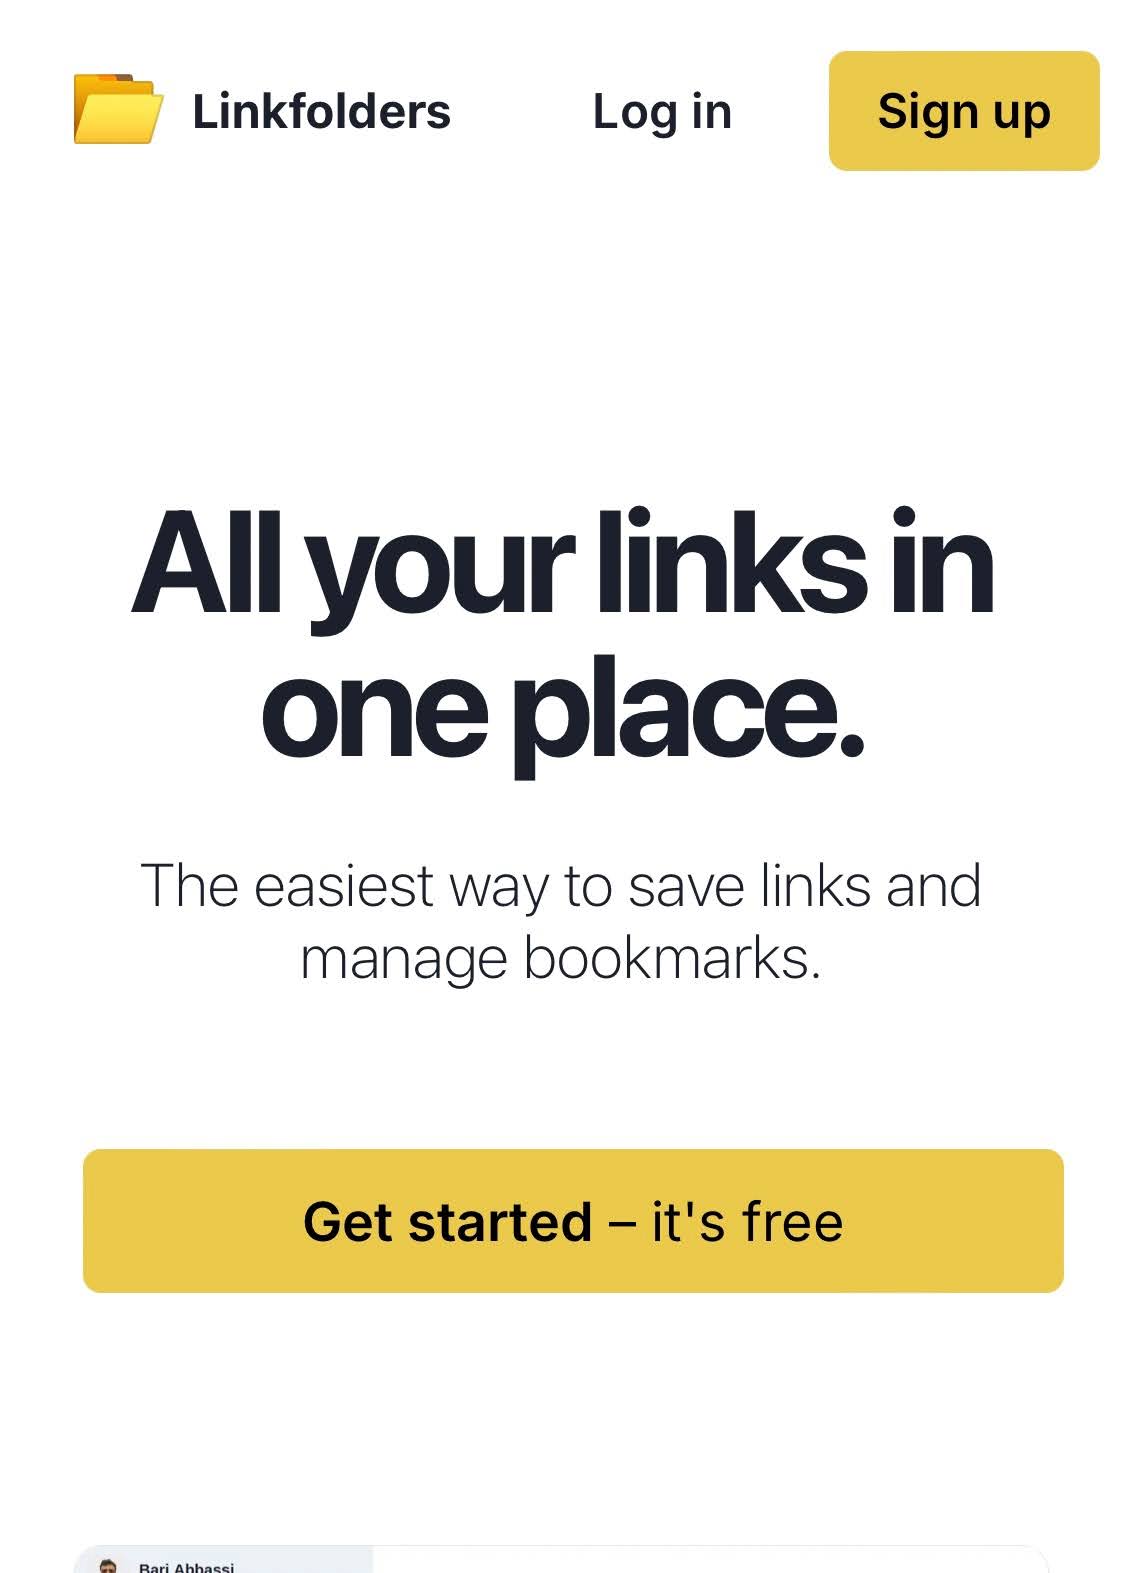 Linkfolders
Log in
Sign up
All your links in
one place.
The easiest way to save links and
manage bookmarks.
Get started – it's free
Bari Abbassi